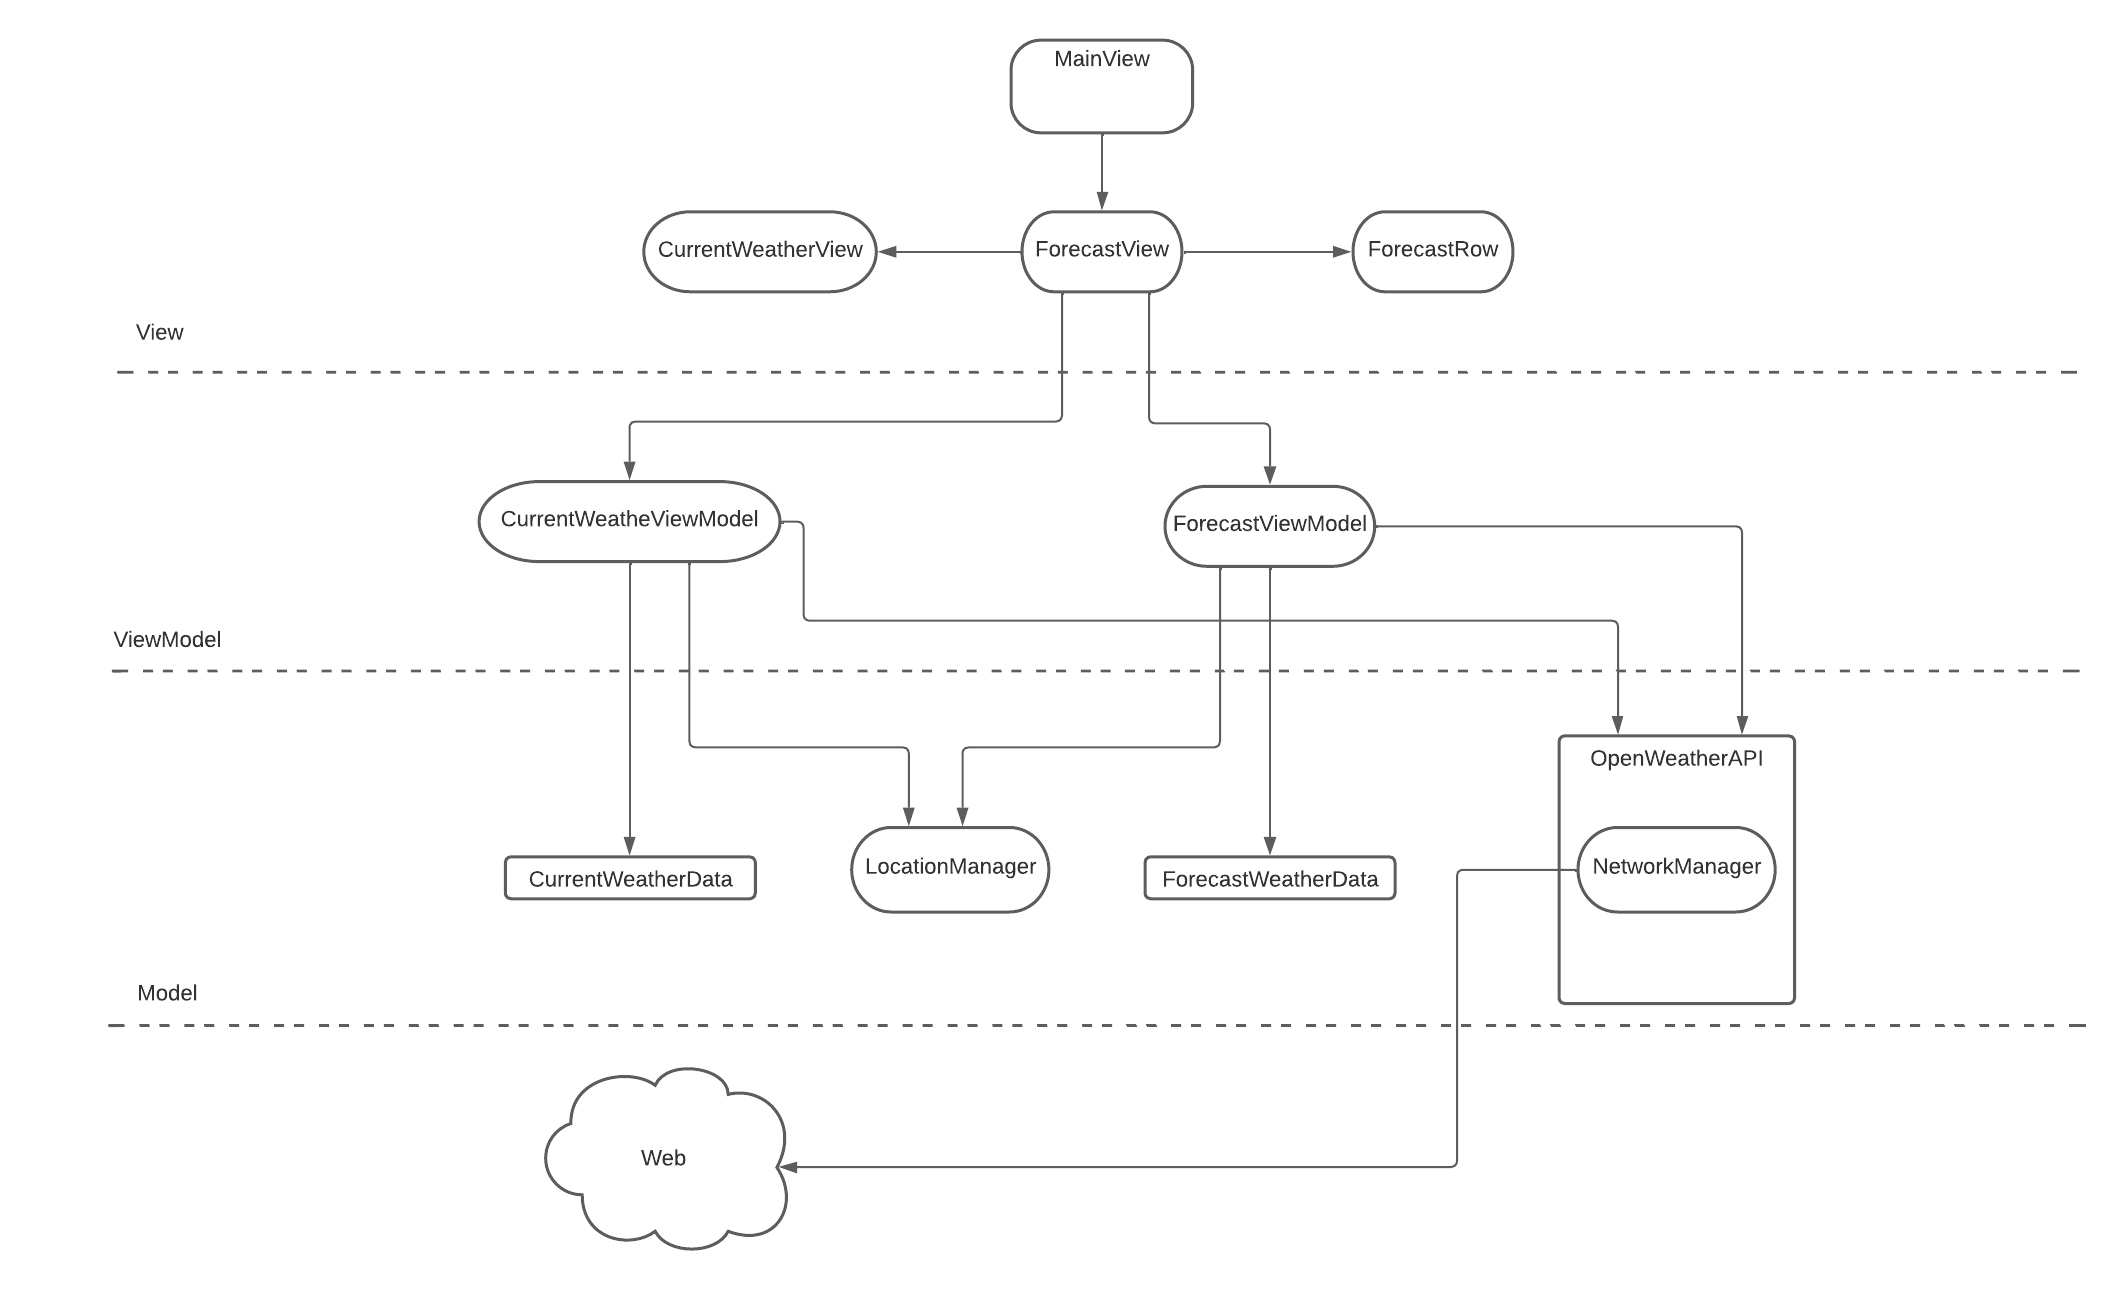 MainView
CurrentWeatherView
ForecastView
ForecastRow
View
CurrentWeatheViewModel
ForecastViewModel
ViewModel
OpenWeatherAPI
LocationManager
NetworkManager
CurrentWeatherData
ForecastWeatherData
Model
Web